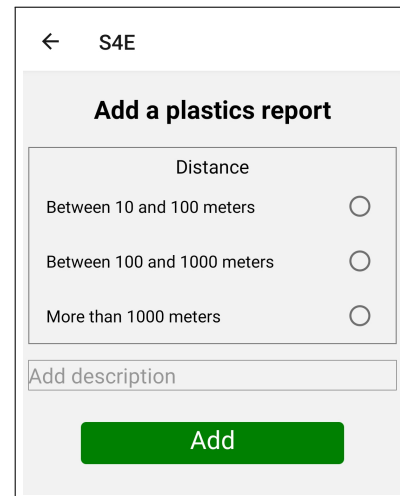 S4E
Add a plastics report
Distance
Between 10 and 100 meters
Between 100 and 1000 meters
More than 1000 meters
Add description
Add